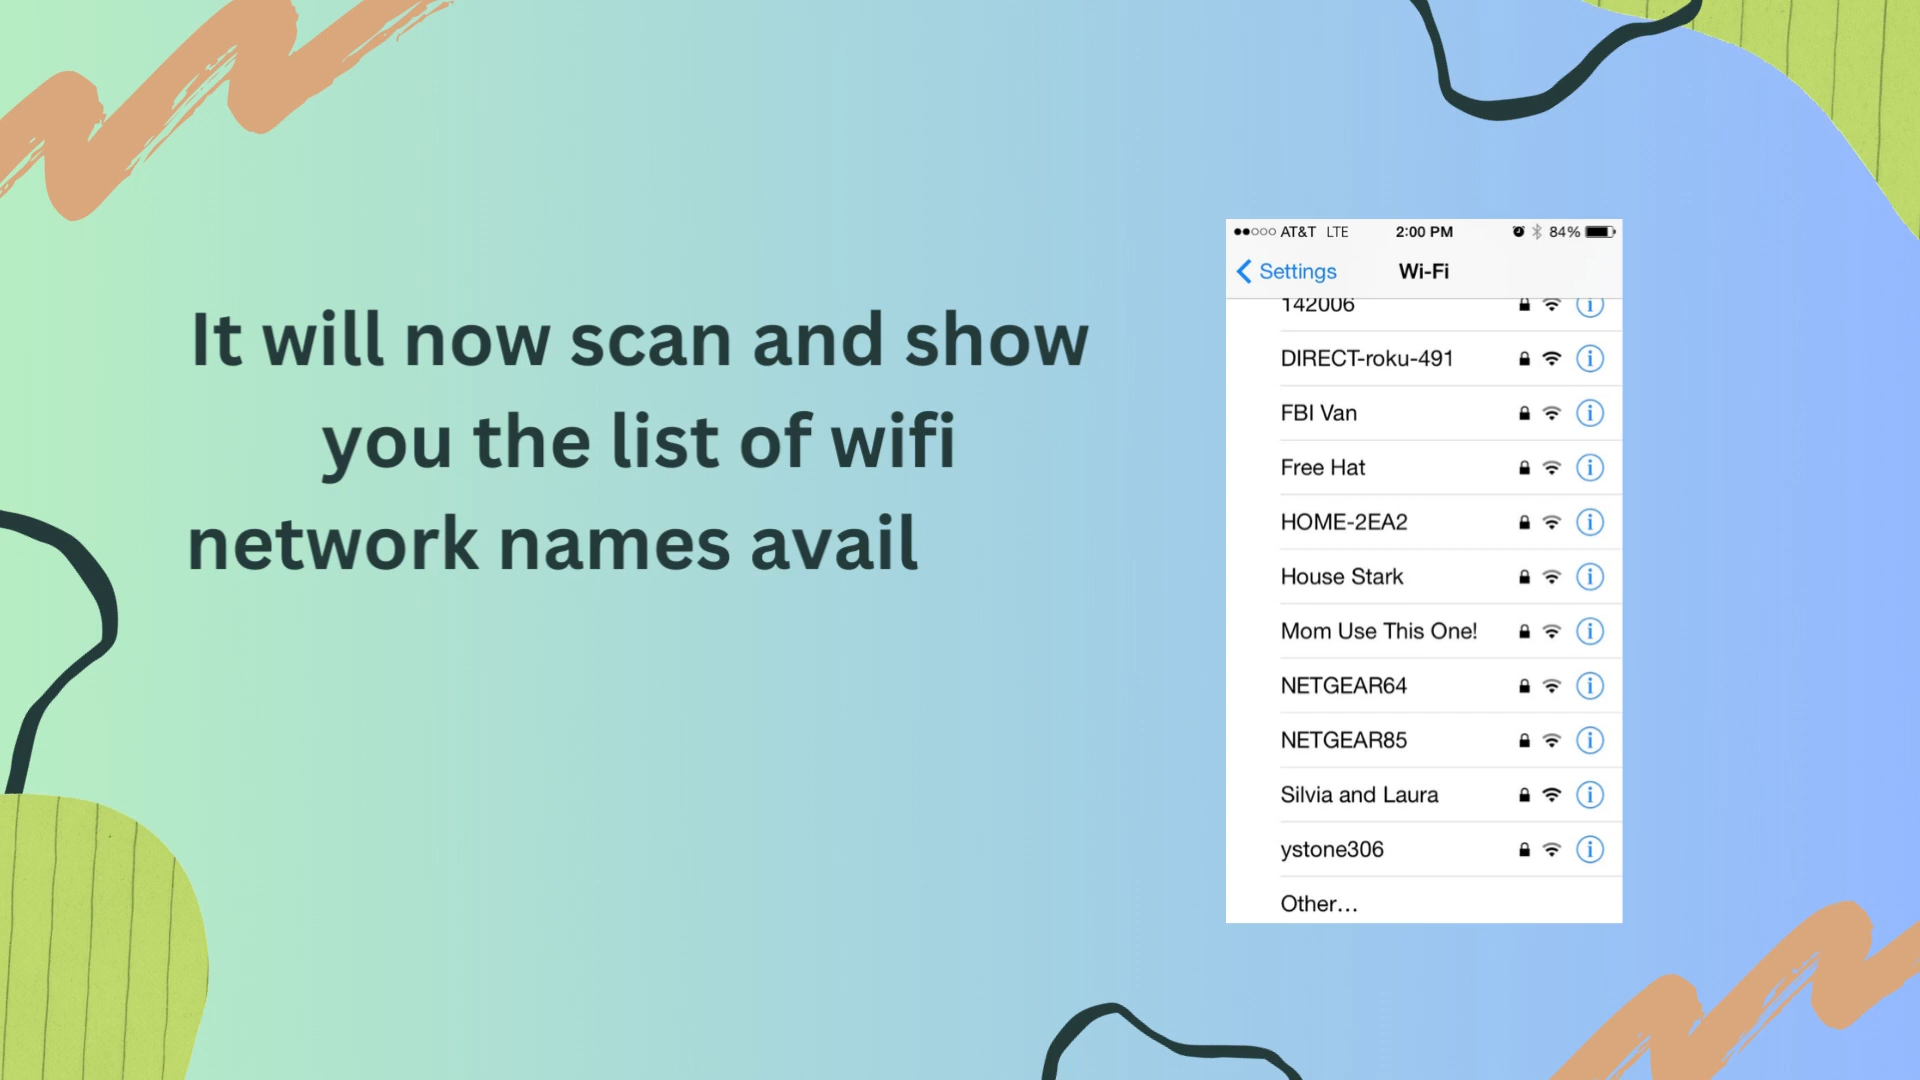 It will now scan and show
you the list of wifi
network names avail
AT&T LTE 2:00 PM 84%
Settings Wi-Fi
142006
DIRECT-roku-491
FBI Van
Free Hat
HOME-2EA2
House Stark
Mom Use This One!
NETGEAR64
NETGEAR85
Silvia and Laura
ystone306
Other...